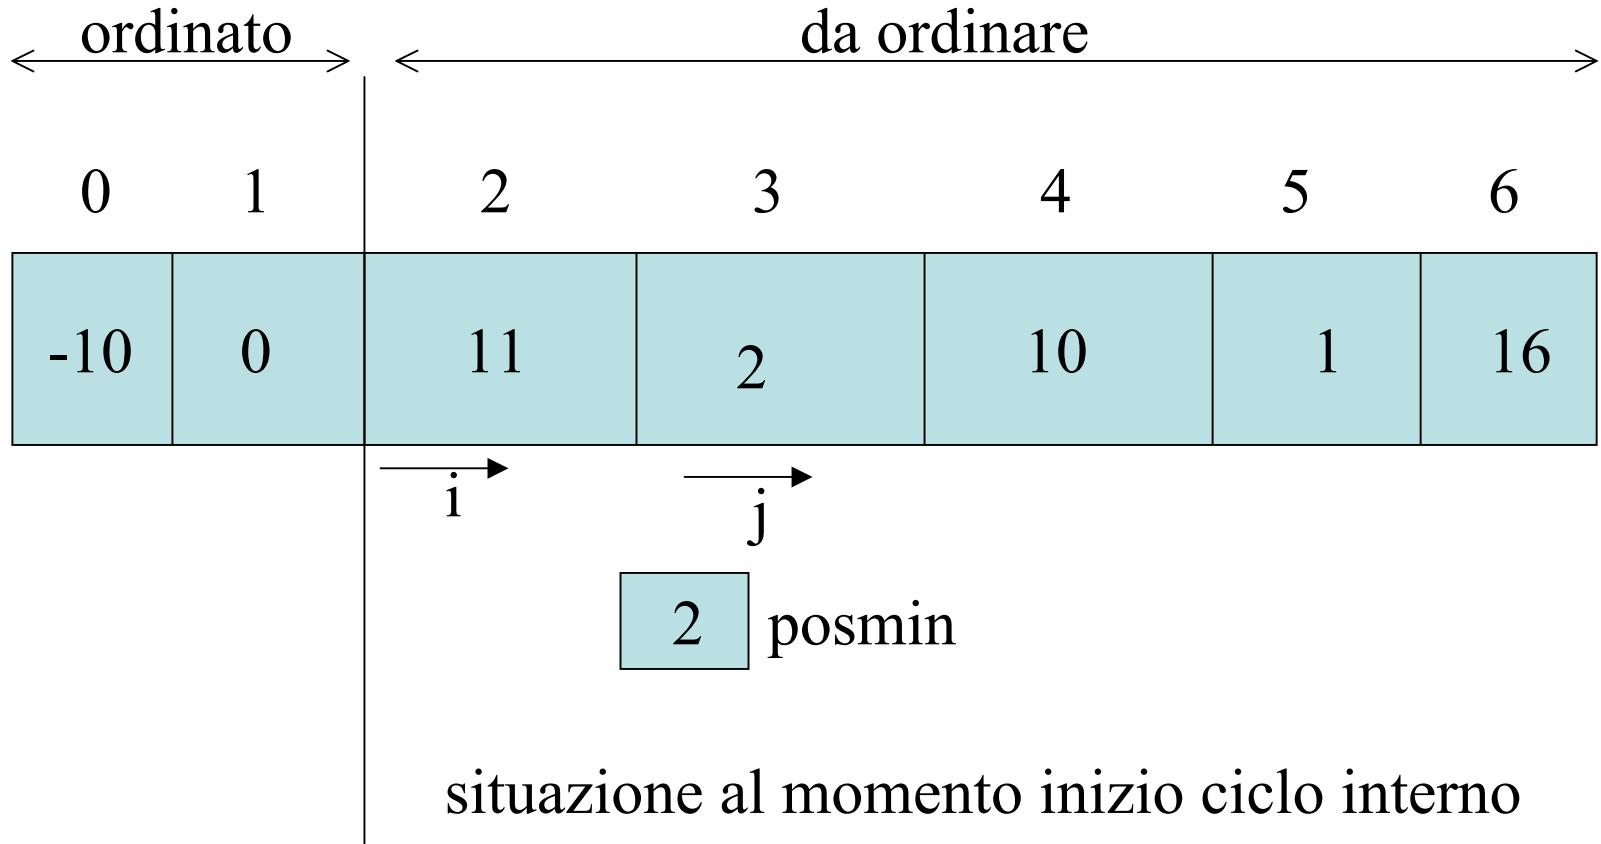 ordinato da ordinare
0 1 2 3 4 5 6
-10 0 11 2 10 1 16
i j
2 posmin
situazione al momento inizio ciclo interno